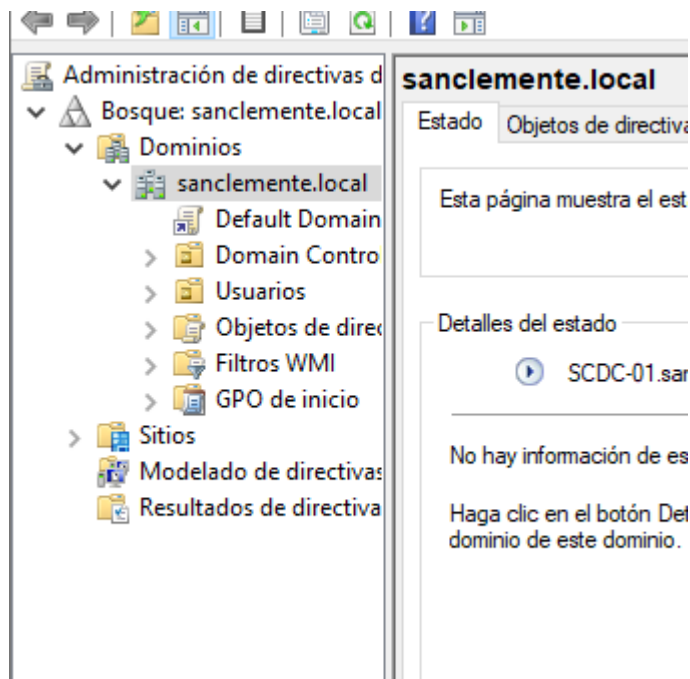 Administración de directivas d
Bosque: sanclemente.local
Dominios
sanclemente.local
Default Domain
Domain Contro
Usuarios
Objetos de direc
Filtros WMI
GPO de inicio
Sitios
Modelado de directivas
Resultados de directiva
sanclemente.local
Estado Objetos de directiva
Esta página muestra el est
Detalles del estado
SCDC-01.sar
No hay información de es
Haga clic en el botón Det
dominio de este dominio.